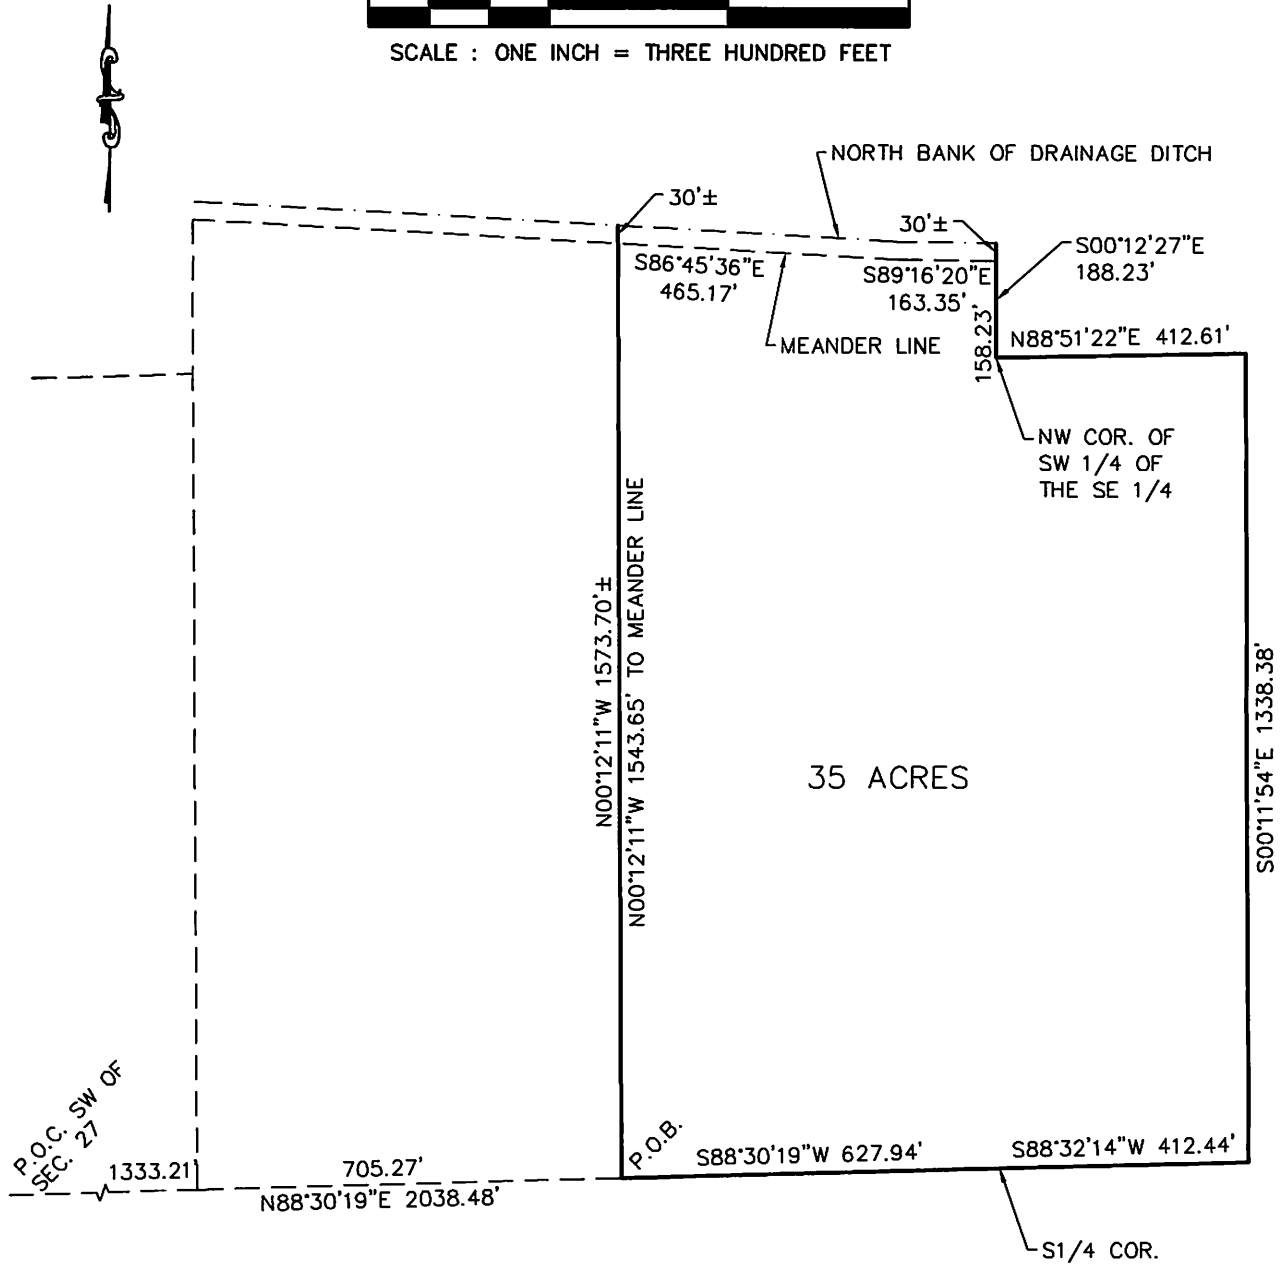 SCALE : ONE INCH = THREE HUNDRED FEET
NORTH BANK OF DRAINAGE DITCH
30'±
30'±
S00°12'27"E
188.23'
S86°45'36"E
465.17'
S89°16'20"E
163.35'
MEANDER LINE
158.23'
N88°51'22"E 412.61'
NW COR. OF
SW 1/4 OF
THE SE 1/4
N00°12'11"W 1573.70'±
N00°12'11"W 1543.65' TO MEANDER LINE
35 ACRES
S00°11'54"E 1338.38'
P.O.C. SW OF
SEC. 27
1333.21'
705.27'
N88°30'19"E 2038.48'
P.O.B.
S88°30'19"W 627.94'
S88°32'14"W 412.44'
S1/4 COR.